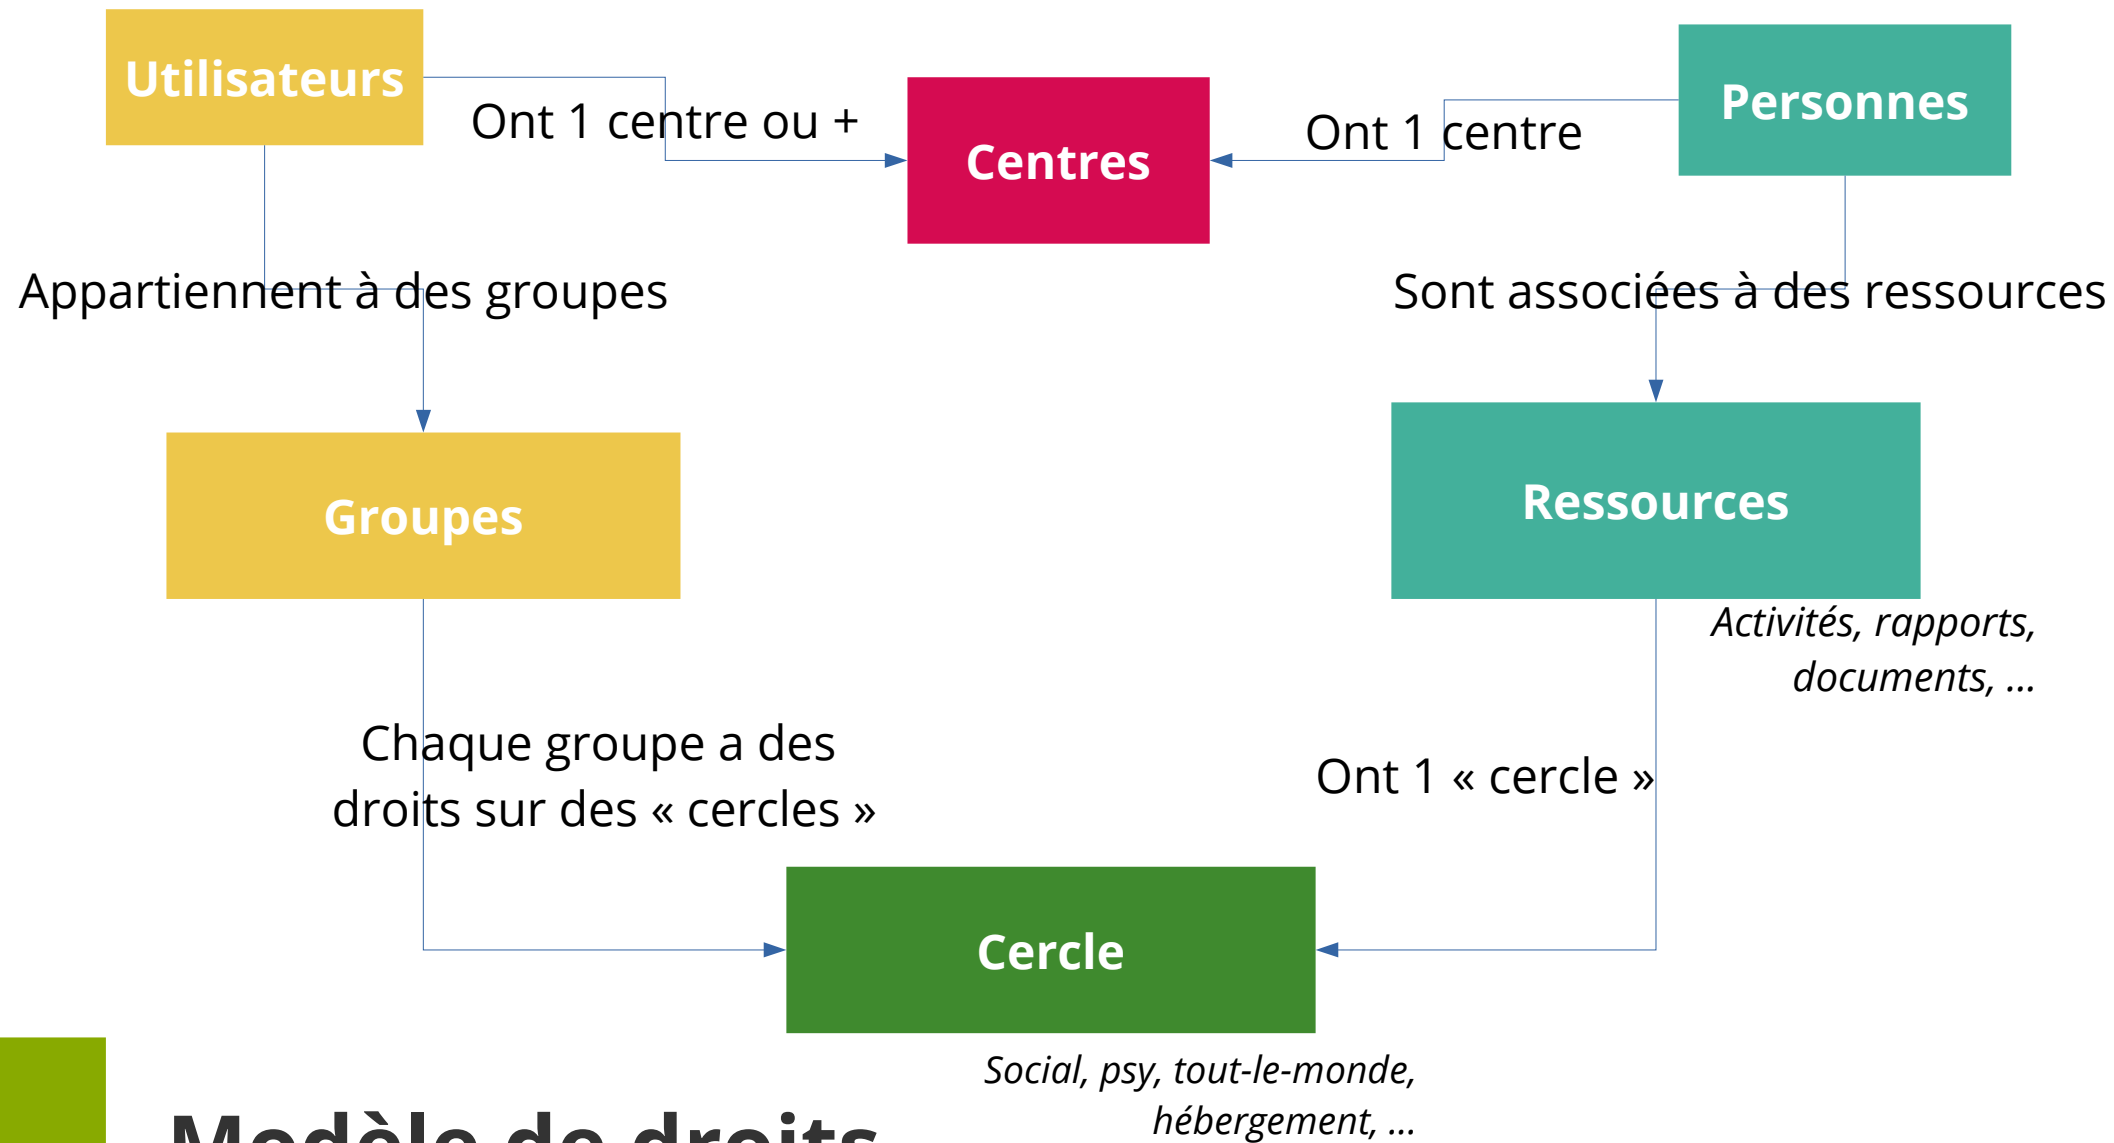 Utilisateurs
Ont 1 centre ou +
Centres
Ont 1 centre
Personnes
Appartiennent à des groupes
Sont associées à des ressources
Groupes
Ressources
Activités, rapports,
documents, ...
Chaque groupe a des
droits sur des « cercles »
Ont 1 « cercle »
Cercle
Social, psy, tout-le-monde,
hébergement, ...
Modèle de droits